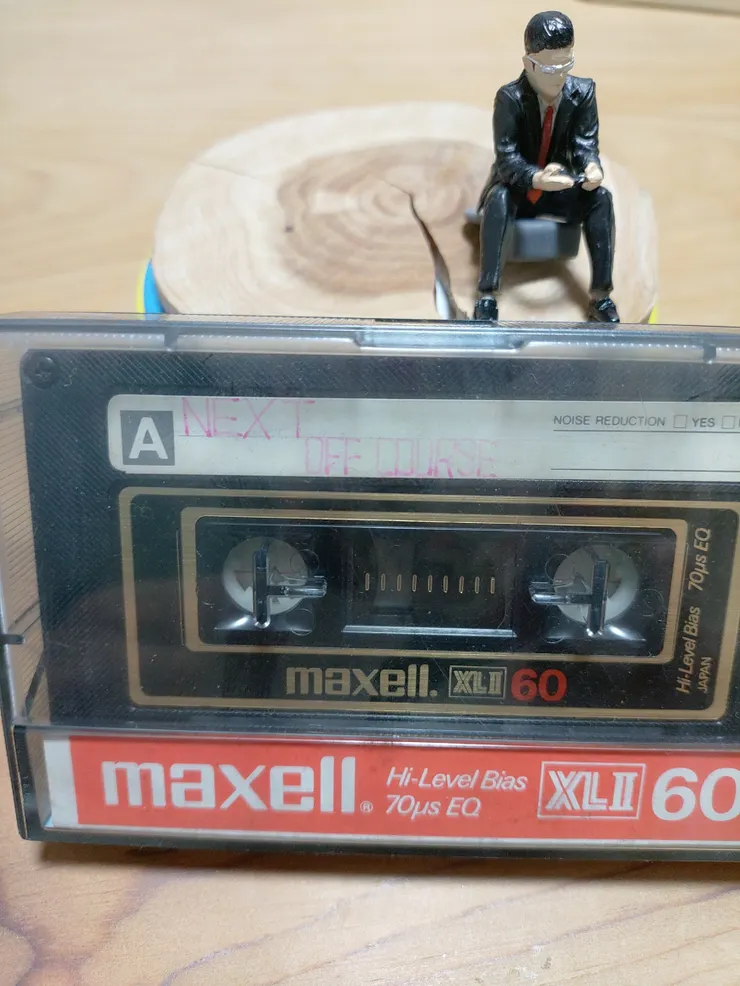 A
NEXT
OFF COURSE
NOISE REDUCTION □ YES □
maxell. XLII 60
Hi-Level Bias 70μs EQ
JAPAN
maxell® Hi-Level Bias
70μs EQ
XLII 60